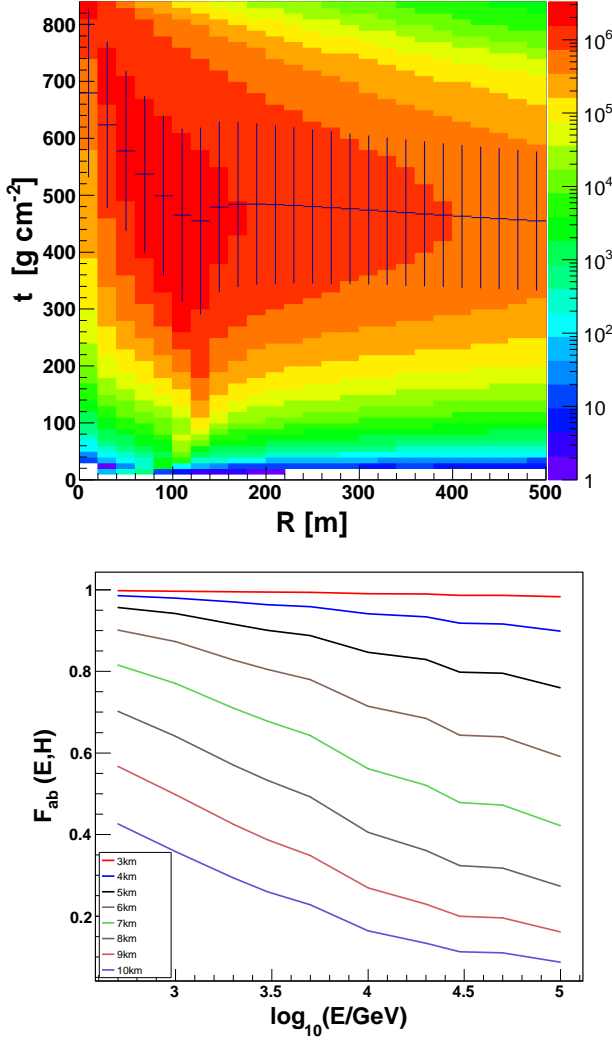 800
700
600
500
400
300
200
100
0
t [g cm-2]
0 100 200 300 400 500
R [m]
10^6
10^5
10^4
10^3
10^2
10
1
1
0.8
0.6
0.4
0.2
F_ab (E,H)
3km
4km
5km
6km
7km
8km
9km
10km
3 3.5 4 4.5 5
log_10(E/GeV)